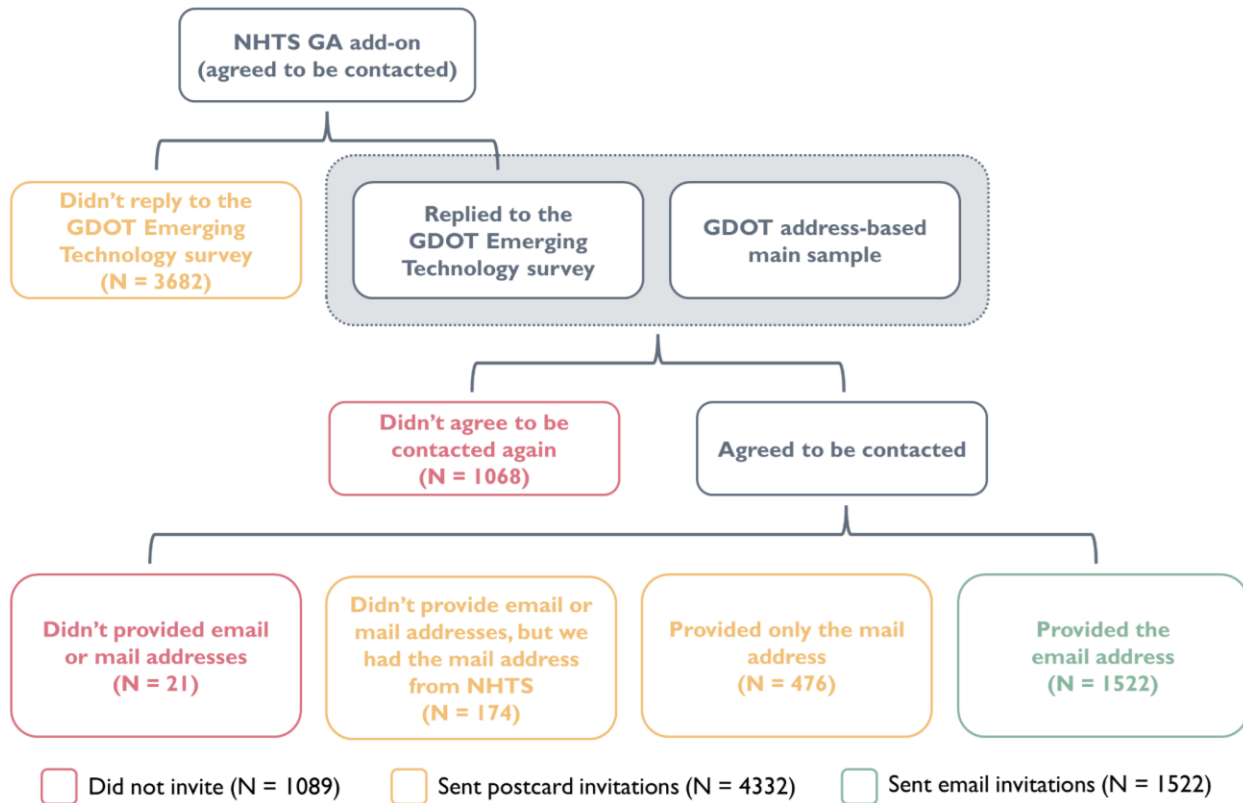 NHTS GA add-on
(agreed to be contacted)
Didn't reply to the
GDOT Emerging
Technology survey
(N = 3682)
Replied to the
GDOT Emerging
Technology survey
GDOT address-based
main sample
Didn't agree to be
contacted again
(N = 1068)
Agreed to be contacted
Didn't provided email
or mail addresses
(N = 21)
Didn't provide email or
mail addresses, but we
had the mail address
from NHTS
(N = 174)
Provided only the mail
address
(N = 476)
Provided the
email address
(N = 1522)
Did not invite (N = 1089)
Sent postcard invitations (N = 4332)
Sent email invitations (N = 1522)